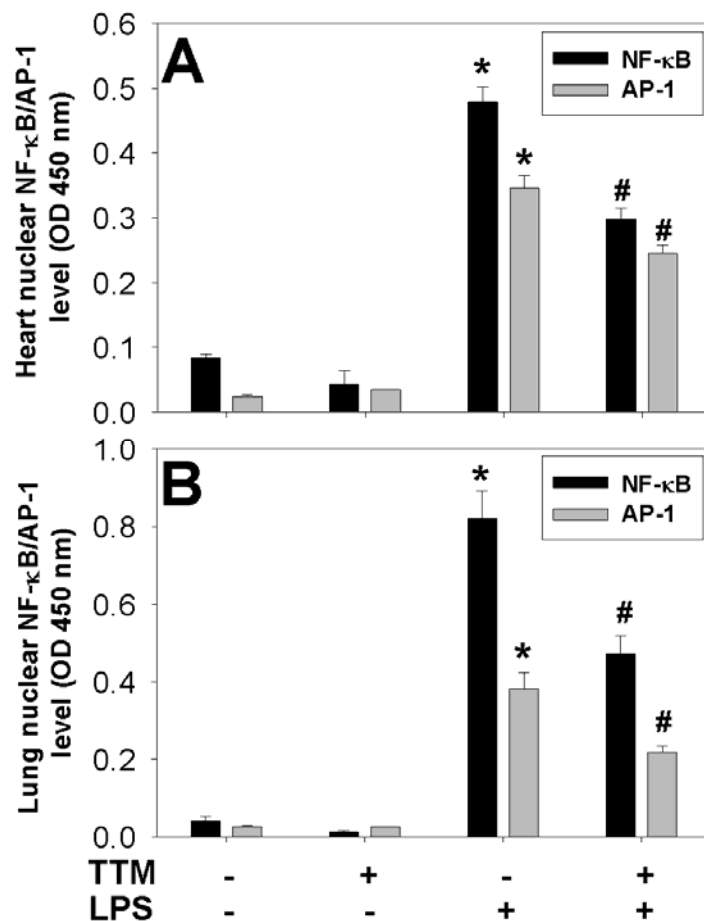 A
Heart nuclear NF-κB/AP-1
level (OD 450 nm)
0.6
0.5
0.4
0.3
0.2
0.1
0.0
NF-κB
AP-1
*
*
#
#
B
Lung nuclear NF-κB/AP-1
level (OD 450 nm)
1.0
0.8
0.6
0.4
0.2
0.0
NF-κB
AP-1
*
*
#
#
TTM - + - +
LPS - - + +